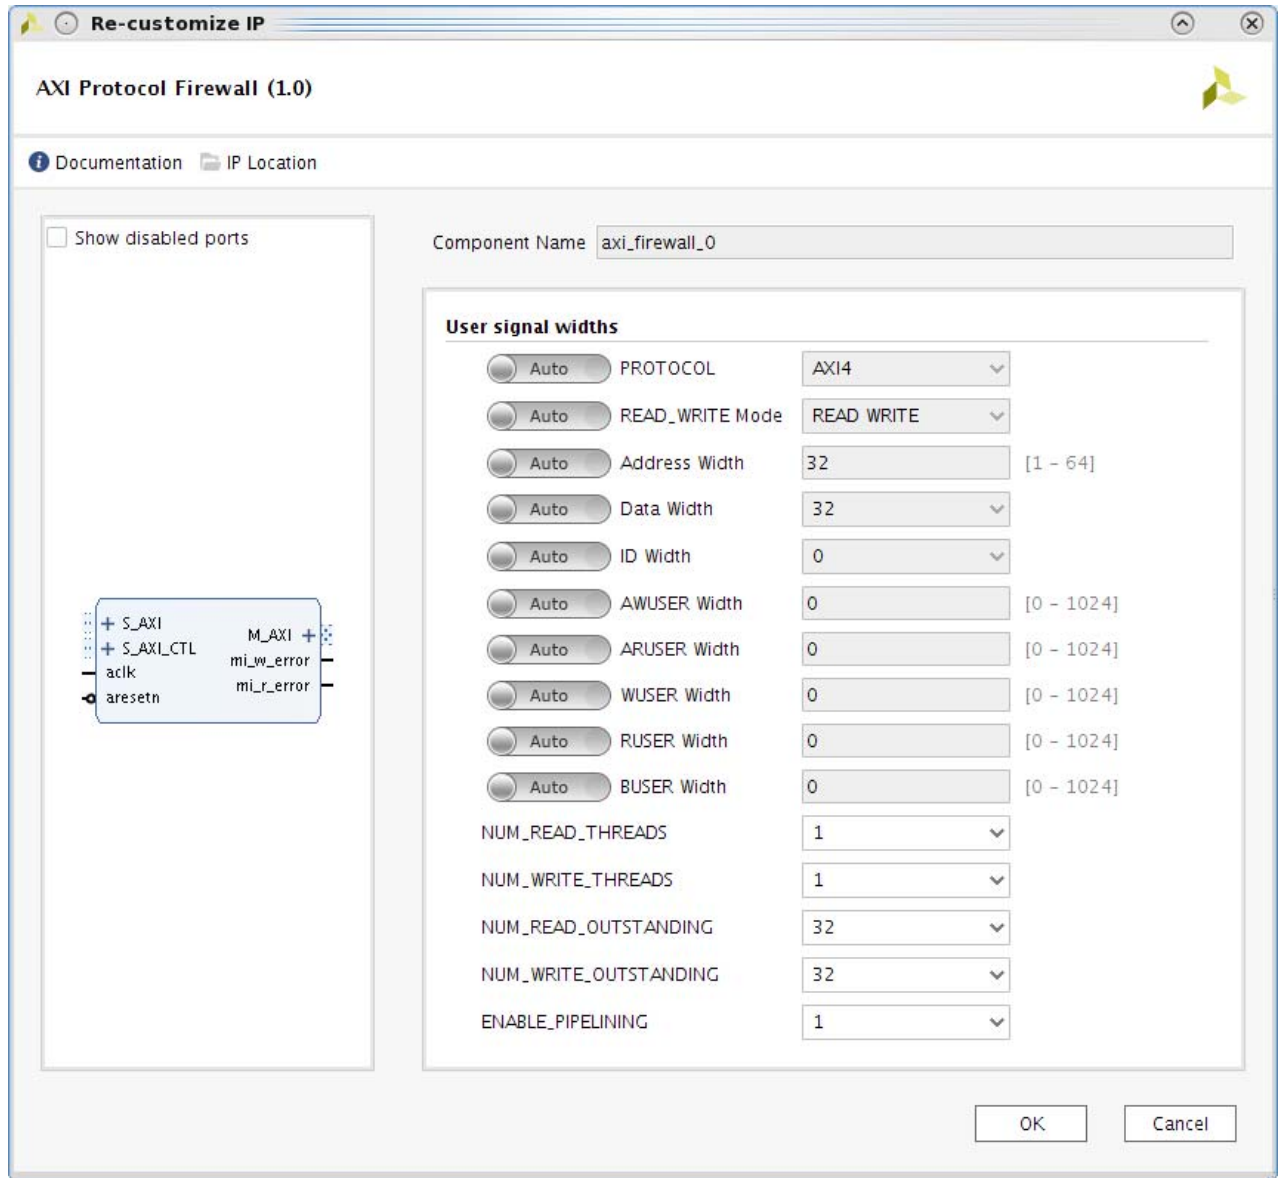 Re-customize IP
AXI Protocol Firewall (1.0)
Documentation IP Location
Show disabled ports
Component Name axi_firewall_0
User signal widths
Auto PROTOCOL AXI4
Auto READ_WRITE Mode READ WRITE
Auto Address Width 32 [1 - 64]
Auto Data Width 32
Auto ID Width 0
Auto AWUSER Width 0 [0 - 1024]
Auto ARUSER Width 0 [0 - 1024]
Auto WUSER Width 0 [0 - 1024]
Auto RUSER Width 0 [0 - 1024]
Auto BUSER Width 0 [0 - 1024]
NUM_READ_THREADS 1
NUM_WRITE_THREADS 1
NUM_READ_OUTSTANDING 32
NUM_WRITE_OUTSTANDING 32
ENABLE_PIPELINING 1
S_AXI
S_AXI_CTL
aclk
aresetn
M_AXI
mi_w_error
mi_r_error
OK Cancel